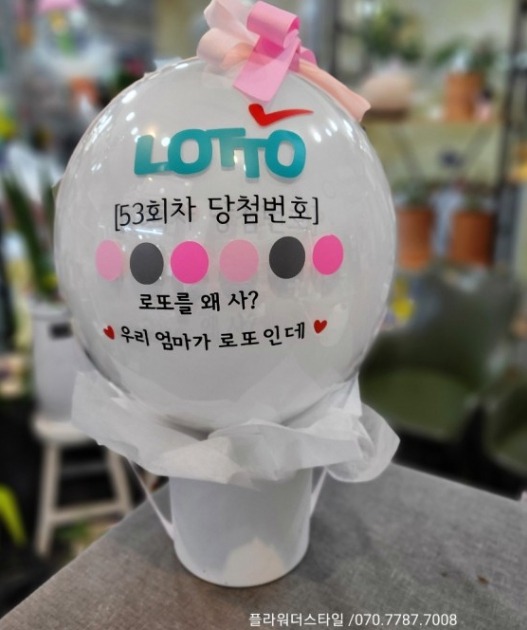 LOTTO
[53회차 당첨번호]
로또를 왜 사?
우리 엄마가 로또인데
플라워더스타일 /070.7787.7008